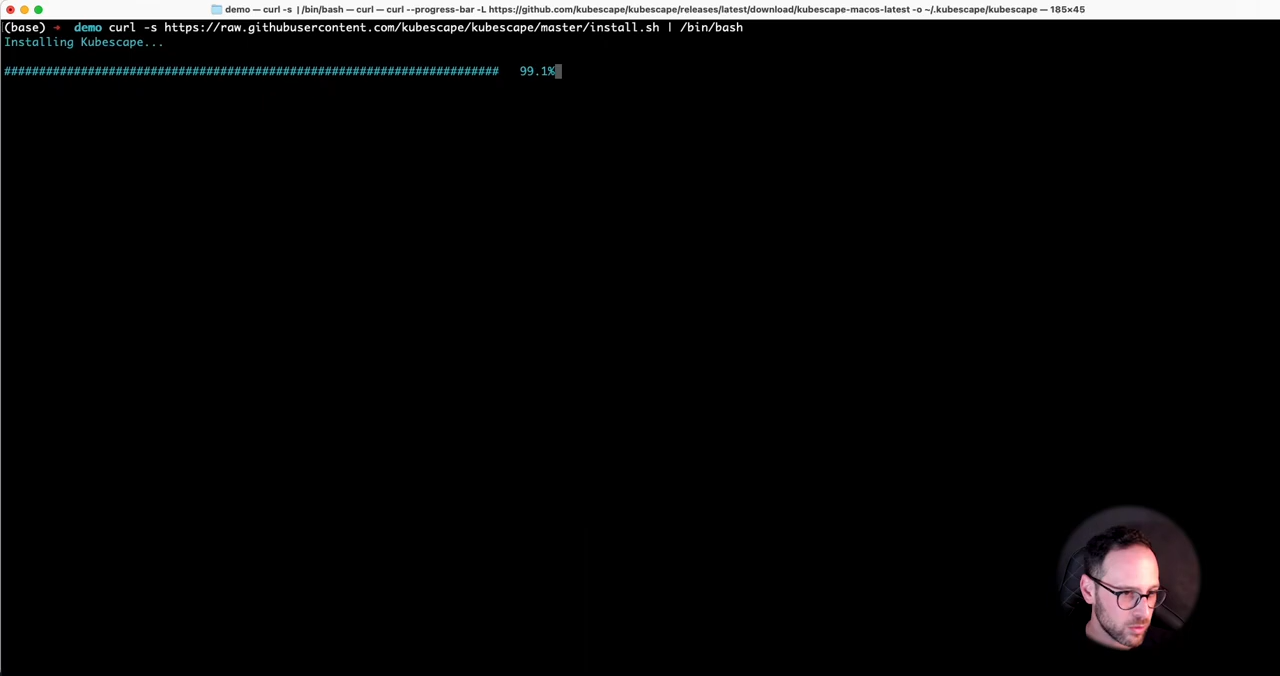 demo — curl -s | /bin/bash — curl — curl --progress-bar -L https://github.com/kubescape/kubescape/releases/latest/download/kubescape-macos-latest -o ~/.kubescape/kubescape — 185×45
(base) ➜ demo curl -s https://raw.githubusercontent.com/kubescape/kubescape/master/install.sh | /bin/bash
Installing Kubescape...
####################################################################### 99.1%